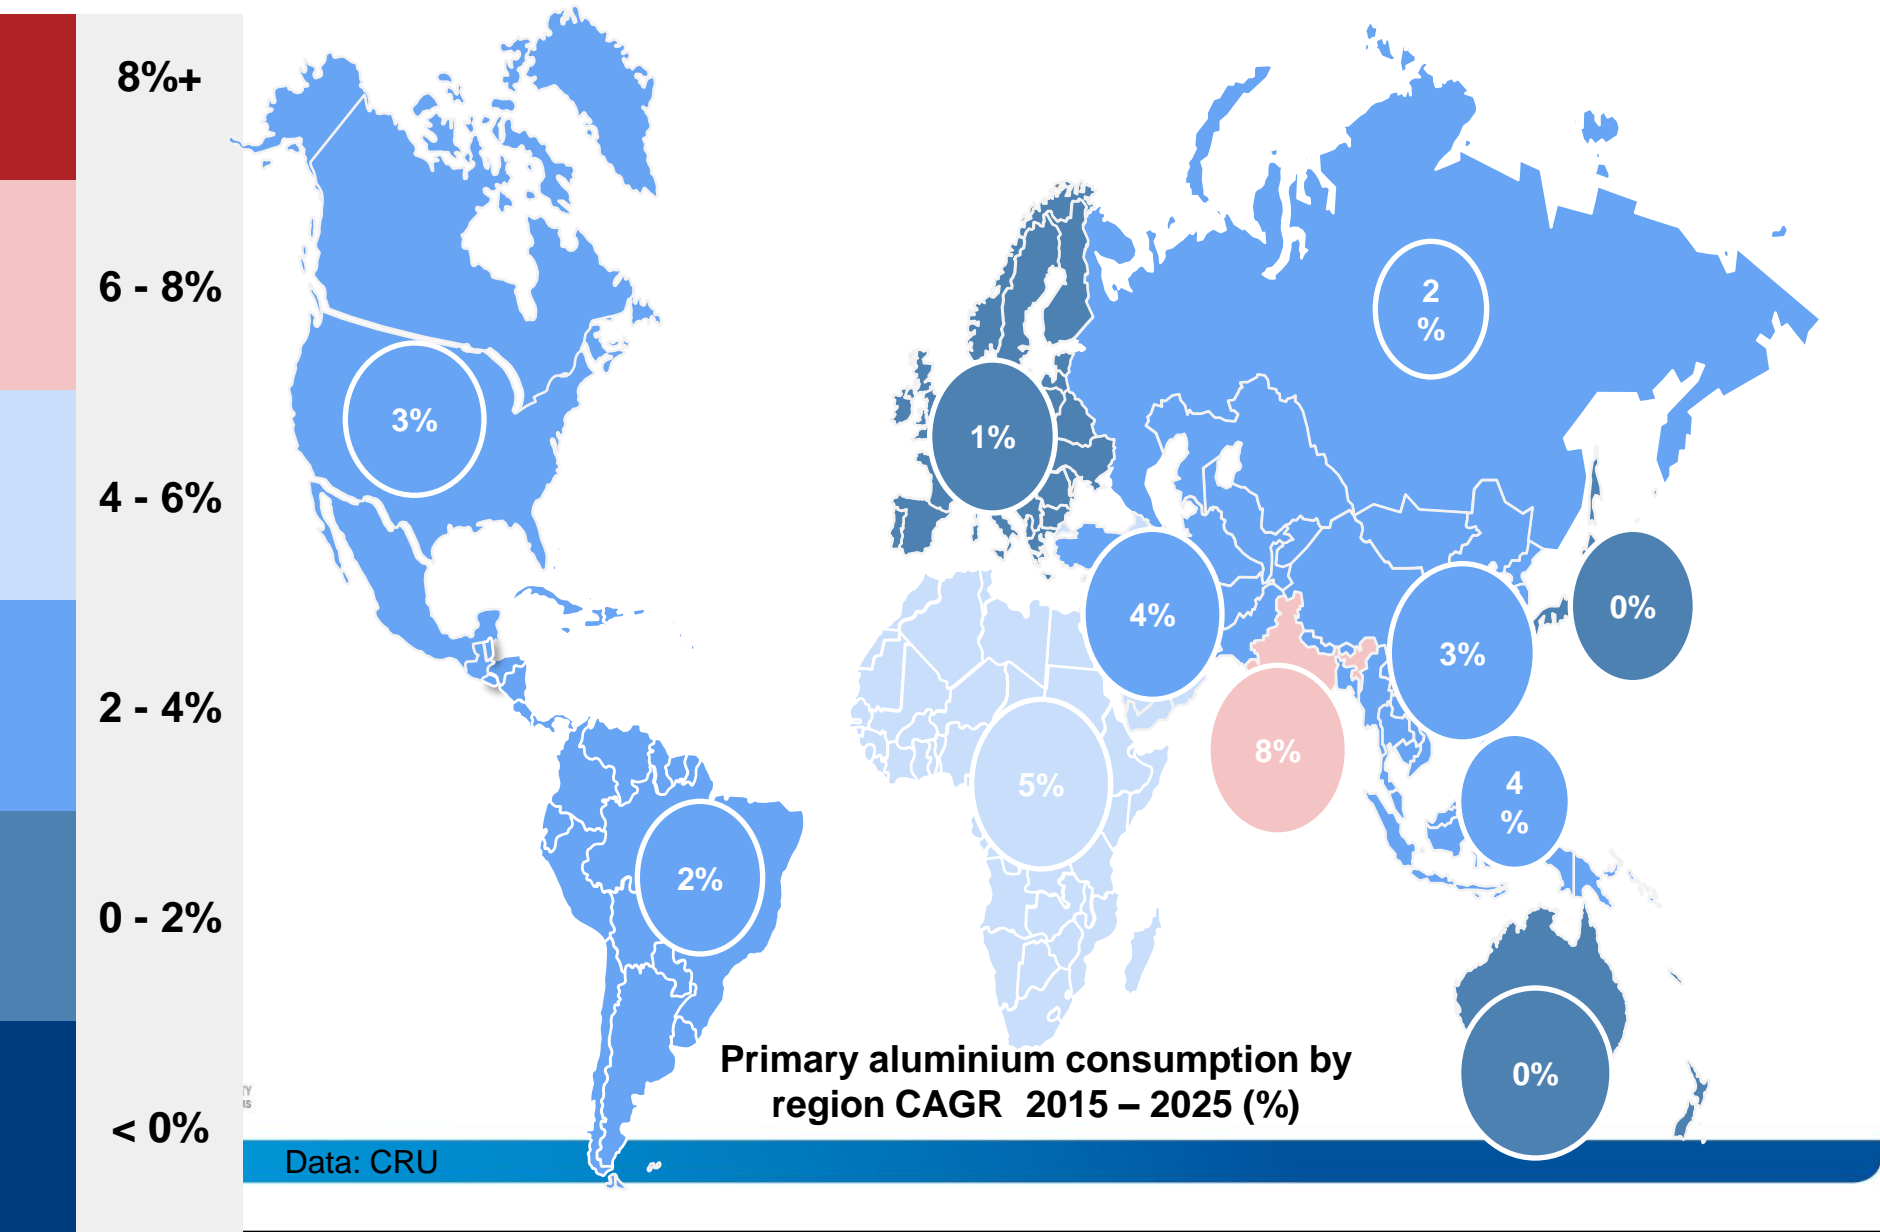 8%+
6 - 8%
4 - 6%
2 - 4%
0 - 2%
< 0%
3%
2%
1%
2
%
4%
5%
8%
3%
0%
4
%
0%
Primary aluminium consumption by
region CAGR 2015 – 2025 (%)
Data: CRU